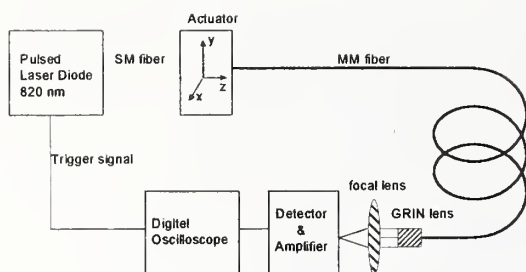 Actuator
Pulsed
Laser Diode
820 nm
SM fiber
y
x
z
MM fiber
Trigger signal
focal lens
GRIN lens
Digitel
Oscilloscope
Detector
&
Amplifier